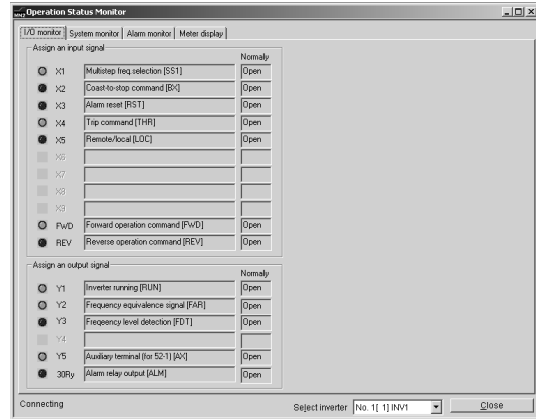 Operation Status Monitor
I/O monitor System monitor Alarm monitor Meter display
Assign an input signal
Normally
X1 Multistep freq.selection [SS1] Open
X2 Coast-to-stop command [BX] Open
X3 Alarm reset [RST] Open
X4 Trip command [THR] Open
X5 Remote/local [LOC] Open
X6
X7
X8
X9
FWD Forward operation command [FWD] Open
REV Reverse operation command [REV] Open
Assign an output signal
Normally
Y1 Inverter running [RUN] Open
Y2 Frequency equivalence signal [FAR] Open
Y3 Freqeency level detection [FDT] Open
Y4
Y5 Auxiliary terminal (for 52-1) [AX] Open
30Ry Alarm relay output [ALM] Open
Connecting Select inverter No. 1[ 1] INV1 Close